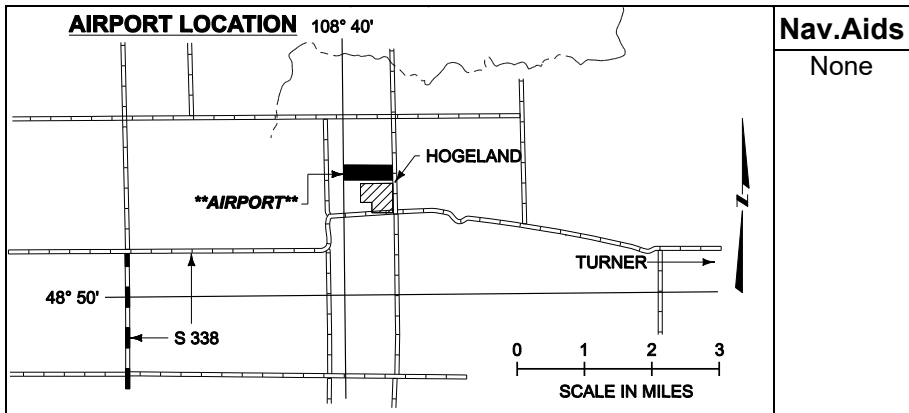 AIRPORT LOCATION
108° 40'
Nav.Aids
None
HOGELAND
**AIRPORT**
N
TURNER
48° 50'
S 338
0 1 2 3
SCALE IN MILES